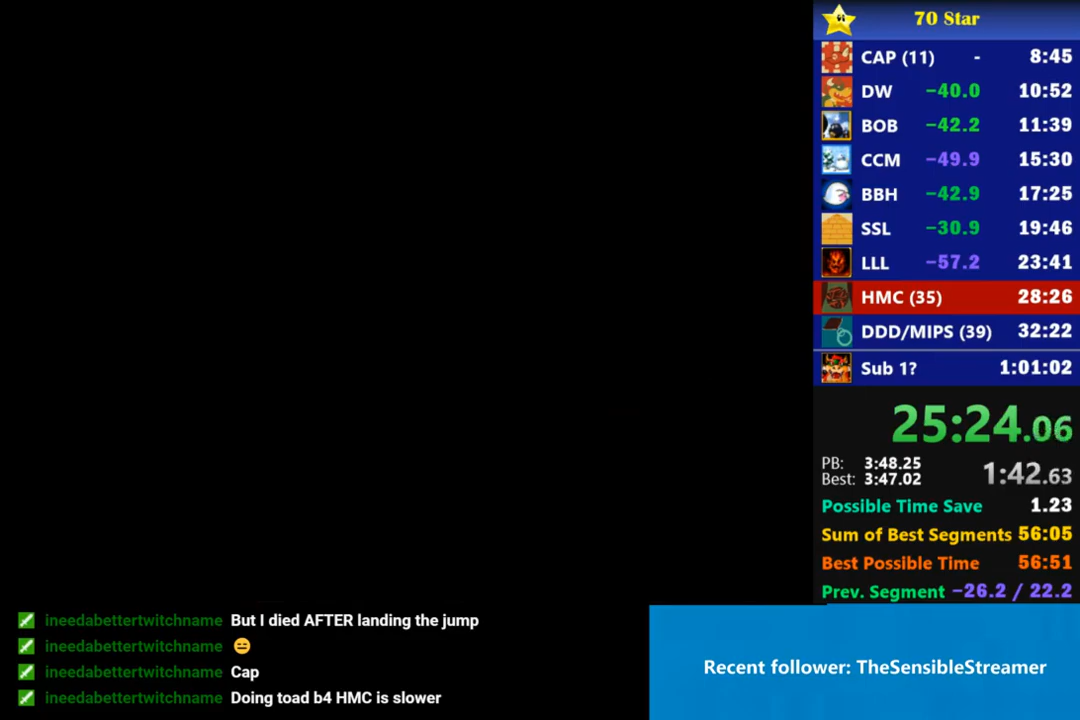 70 Star
CAP (11) - 8:45
DW -40.0 10:52
BOB -42.2 11:39
CCM -49.9 15:30
BBH -42.9 17:25
SSL -30.9 19:46
LLL -57.2 23:41
HMC (35) 28:26
DDD/MIPS (39) 32:22
Sub 1? 1:01:02
25:24.06
PB: 3:48.25
Best: 3:47.02
1:42.63
Possible Time Save 1.23
Sum of Best Segments 56:05
Best Possible Time 56:51
Prev. Segment -26.2 / 22.2
ineedabettertwitchname But I died AFTER landing the jump
ineedabettertwitchname 😑
ineedabettertwitchname Cap
ineedabettertwitchname Doing toad b4 HMC is slower
Recent follower: TheSensibleStreamer